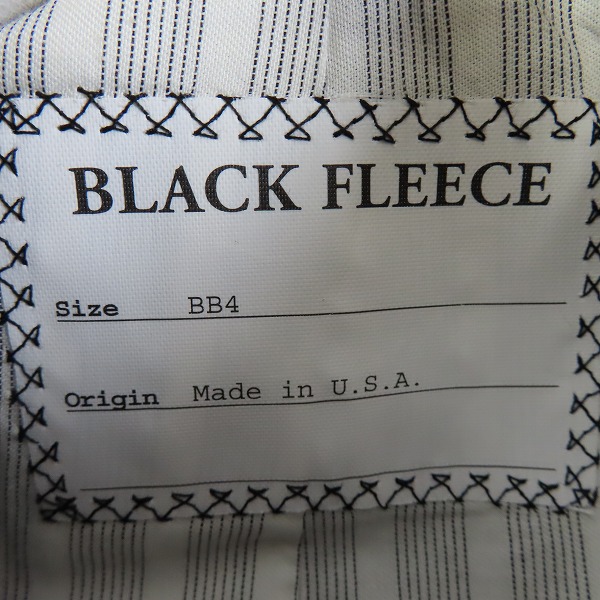 BLACK FLEECE
Size BB4
Origin Made in U.S.A.